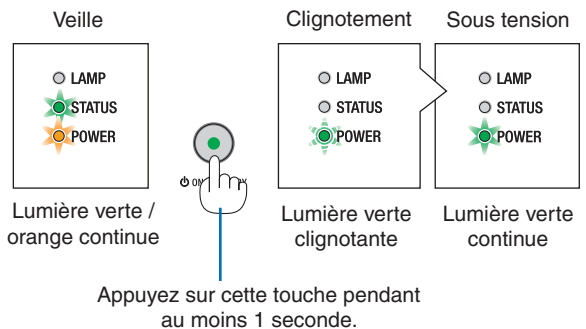 Veille
Clignotement
Sous tension
LAMP
STATUS
POWER
ON
LAMP
STATUS
POWER
LAMP
STATUS
POWER
Lumière verte /
orange continue
Lumière verte
clignotante
Lumière verte
continue
Appuyez sur cette touche pendant
au moins 1 seconde.